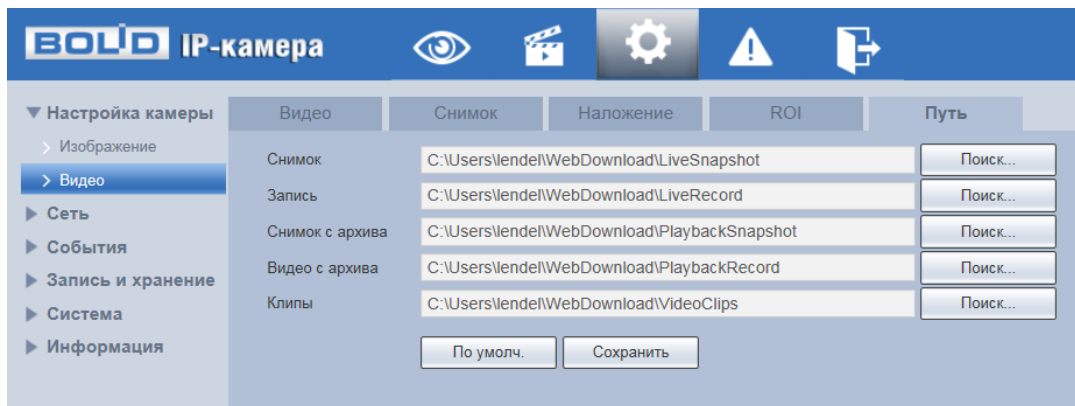 BOLID IP-камера
Настройка камеры
Изображение
Видео
Сеть
События
Запись и хранение
Система
Информация
Видео Снимок Наложение ROI Путь
Снимок C:\Users\lendel\WebDownload\LiveSnapshot Поиск...
Запись C:\Users\lendel\WebDownload\LiveRecord Поиск...
Снимок с архива C:\Users\lendel\WebDownload\PlaybackSnapshot Поиск...
Видео с архива C:\Users\lendel\WebDownload\PlaybackRecord Поиск...
Клипы C:\Users\lendel\WebDownload\VideoClips Поиск...
По умолч. Сохранить